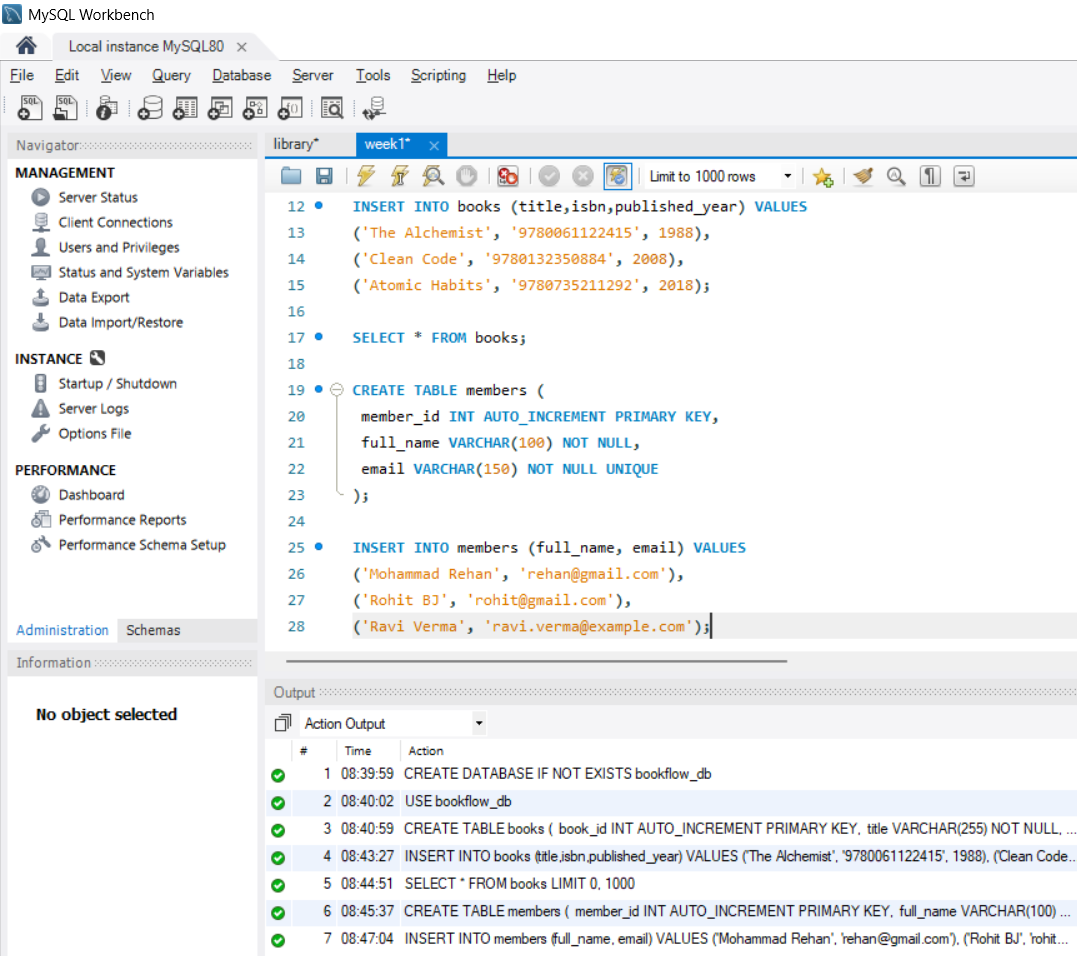 MySQL Workbench
Local instance MySQL80
File Edit View Query Database Server Tools Scripting Help
Navigator
MANAGEMENT
Server Status
Client Connections
Users and Privileges
Status and System Variables
Data Export
Data Import/Restore
INSTANCE
Startup / Shutdown
Server Logs
Options File
PERFORMANCE
Dashboard
Performance Reports
Performance Schema Setup
Administration Schemas
Information
No object selected
library* week1*
Limit to 1000 rows
12 INSERT INTO books (title,isbn,published_year) VALUES
13 ('The Alchemist', '9780061122415', 1988),
14 ('Clean Code', '9780132350884', 2008),
15 ('Atomic Habits', '9780735211292', 2018);
16
17 SELECT * FROM books;
18
19 CREATE TABLE members (
20 member_id INT AUTO_INCREMENT PRIMARY KEY,
21 full_name VARCHAR(100) NOT NULL,
22 email VARCHAR(150) NOT NULL UNIQUE
23 );
24
25 INSERT INTO members (full_name, email) VALUES
26 ('Mohammad Rehan', 'rehan@gmail.com'),
27 ('Rohit BJ', 'rohit@gmail.com'),
28 ('Ravi Verma', 'ravi.verma@example.com');
Output
Action Output
# Time Action
1 08:39:59 CREATE DATABASE IF NOT EXISTS bookflow_db
2 08:40:02 USE bookflow_db
3 08:40:59 CREATE TABLE books ( book_id INT AUTO_INCREMENT PRIMARY KEY, title VARCHAR(255) NOT NULL, ...
4 08:43:27 INSERT INTO books (title,isbn,published_year) VALUES ('The Alchemist', '9780061122415', 1988), ('Clean Code...
5 08:44:51 SELECT * FROM books LIMIT 0, 1000
6 08:45:37 CREATE TABLE members ( member_id INT AUTO_INCREMENT PRIMARY KEY, full_name VARCHAR(100) ...
7 08:47:04 INSERT INTO members (full_name, email) VALUES ('Mohammad Rehan', 'rehan@gmail.com'), ('Rohit BJ', 'rohit...